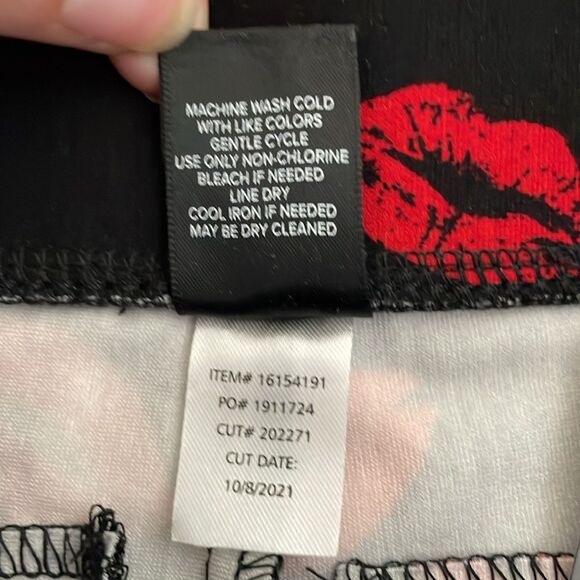 MACHINE WASH COLD
WITH LIKE COLORS
GENTLE CYCLE
USE ONLY NON-CHLORINE
BLEACH IF NEEDED
LINE DRY
COOL IRON IF NEEDED
MAY BE DRY CLEANED
ITEM# 16154191
PO# 1911724
CUT# 202271
CUT DATE:
10/8/2021